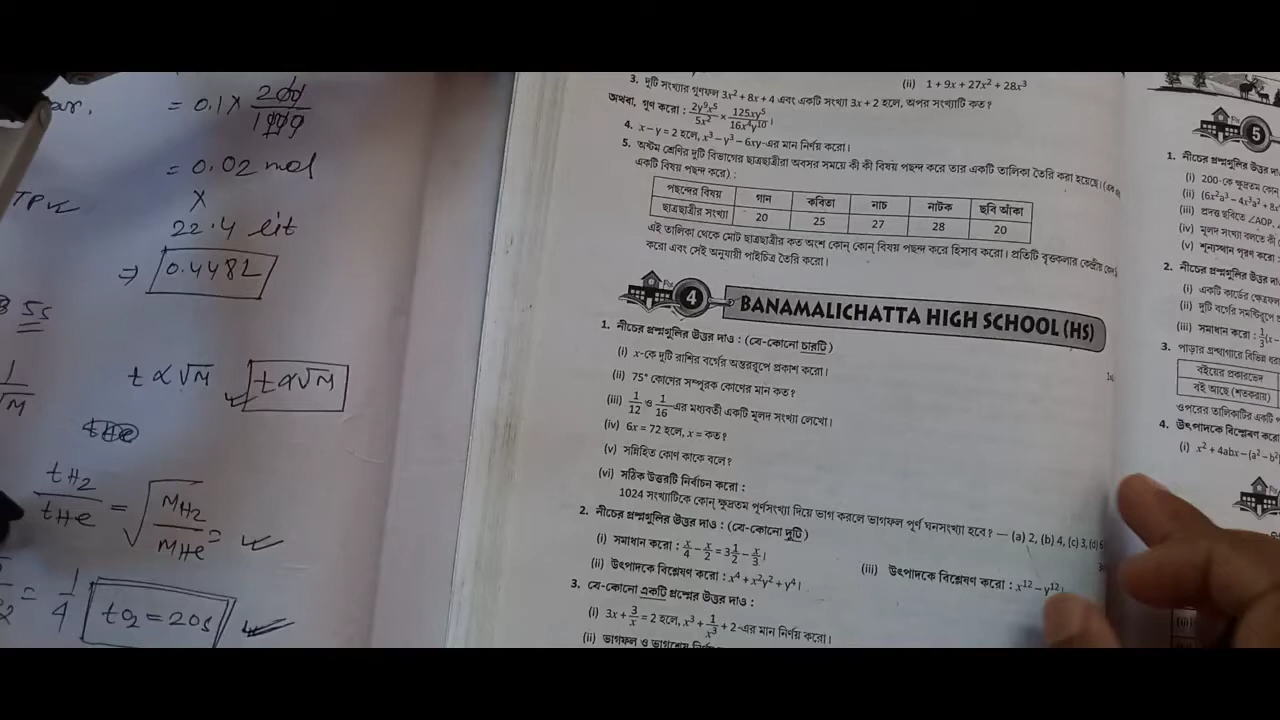 = 0.1 × 200/1000
= 0.02 mol
×
22.4 lit
⇒ 0.448L
5s
t ∝ √M
t ∝ √M
tH2/tHe = √MH2/MHe =
= 1/4
tO2 = 20s
(ii) 1 + 9x + 27x² + 28x³
3. দুটি সংখ্যার গুণফল 3x² + 8x + 4 এবং একটি সংখ্যা 3x + 2 হলে, অপর সংখ্যাটি কত?
অথবা, গুণ করো : 2y⁹x⁵/5x² × 125xy⁵/16x⁴y¹⁰।
4. x – y = 2 হলে, x³ – y³ – 6xy-এর মান নির্ণয় করো।
5. অষ্টম শ্রেণির দুটি বিভাগের ছাত্রছাত্রীরা অবসর সময়ে কী কী বিষয় পছন্দ করে তার একটি তালিকা তৈরি করা হয়েছে।
একটি বিষয় পছন্দ করে) :
পছন্দের বিষয় গান কবিতা নাচ নাটক ছবি আঁকা
ছাত্রছাত্রীর সংখ্যা 20 25 27 28 20
এই তালিকা থেকে মোট ছাত্রছাত্রীর কত অংশ কোন্ কোন্ বিষয় পছন্দ করে হিসাব করো। প্রতিটি বৃত্তকলার কেন্দ্রীয়
করো এবং সেই অনুযায়ী পাইচিত্র তৈরি করো।
4 BANAMALICHATTA HIGH SCHOOL (HS)
1. নীচের প্রশ্নগুলির উত্তর দাও : (যে-কোনো চারটি)
(i) x-কে দুটি রাশির বর্গের অন্তররূপে প্রকাশ করো।
(ii) 75° কোণের সম্পূরক কোণের মান কত?
(iii) 1/12 ও 1/16-এর মধ্যবর্তী একটি মূলদ সংখ্যা লেখো।
(iv) 6x = 72 হলে, x = কত?
(v) সন্নিহিত কোণ কাকে বলে?
(vi) সঠিক উত্তরটি নির্বাচন করো :
1024 সংখ্যাটিকে কোন্ ক্ষুদ্রতম পূর্ণসংখ্যা দিয়ে ভাগ করলে ভাগফল পূর্ণ ঘনসংখ্যা হবে? — (a) 2, (b) 4, (c) 3, (d) 6
2. নীচের প্রশ্নগুলির উত্তর দাও : (যে-কোনো দুটি)
(i) সমাধান করো : x/4 – x/2 = 3 1/2 – x/3।
(ii) উৎপাদকে বিশ্লেষণ করো : x⁴ + x²y² + y⁴।
(iii) উৎপাদকে বিশ্লেষণ করো : x¹² – y¹²।
3. যে-কোনো একটি প্রশ্নের উত্তর দাও :
(i) 3x + 3/x = 2 হলে, x³ + 1/x³ + 2-এর মান নির্ণয় করো।
(ii) ভাগফল ও ভাগশেষ
5
1. নীচের প্রশ্নগুলির উত্তর
(i) 200-কে ক্ষুদ্রতম কোন্
(ii)
(iii) প্রদত্ত ছবিতে ∠AOP,
(iv) মূলদ সংখ্যা বলতে কী
(v) শূন্যস্থান পূরণ করো :
2. নীচের প্রশ্নগুলির উত্তর
(i) একটি কার্ডের ক্ষেত্রফল
(ii) দুটি বর্গের সমষ্টিরূপে
(iii) সমাধান করো : 1/3
3. পাড়ার গ্রন্থাগারে বিভিন্ন
বইয়ের প্রকারভেদ
বই আছে (শতকরায়)
ওপরের তালিকাটির একটি
4. উৎপাদকে বিশ্লেষণ
(i) x² + 4abx – (a² – b²